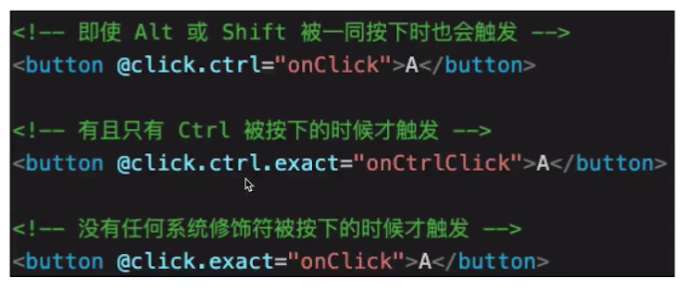 <!-- 即使 Alt 或 Shift 被一同按下时也会触发 -->
<button @click.ctrl="onClick">A</button>
<!-- 有且只有 Ctrl 被按下的时候才触发 -->
<button @click.ctrl.exact="onCtrlClick">A</button>
<!-- 没有任何系统修饰符被按下的时候才触发 -->
<button @click.exact="onClick">A</button>